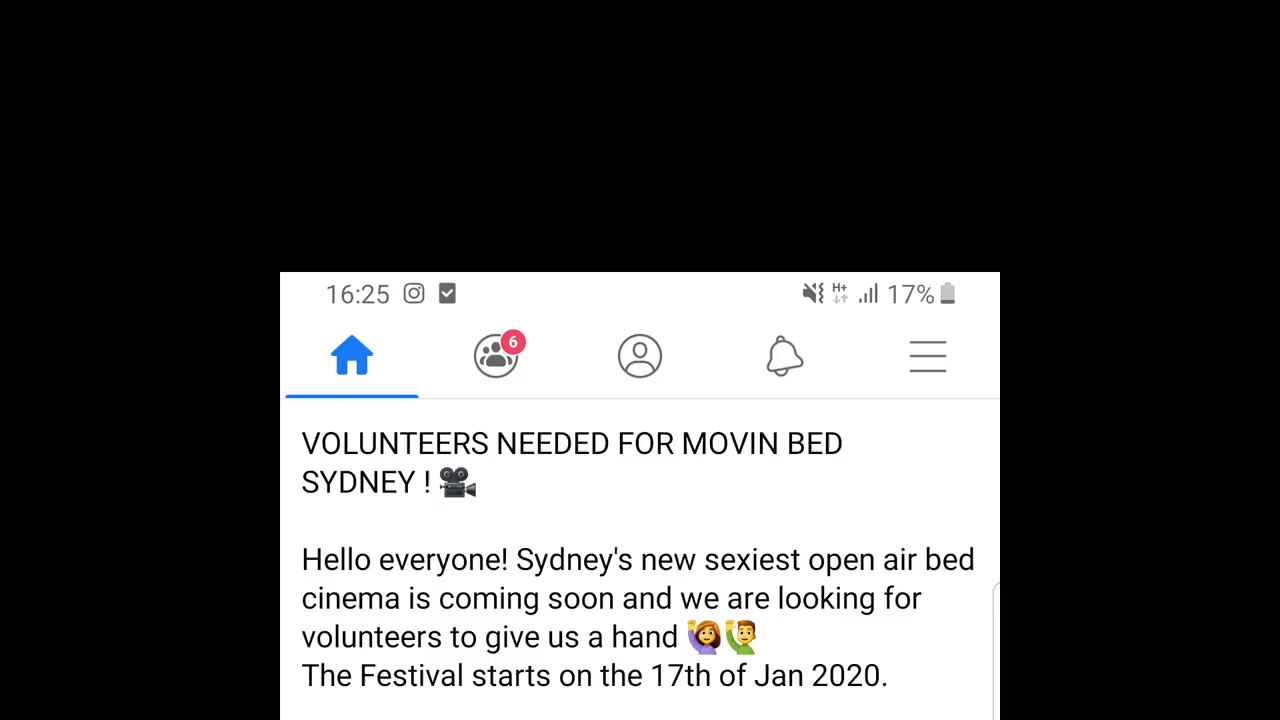 16:25 H+ 17%
6
VOLUNTEERS NEEDED FOR MOVIN BED
SYDNEY ! 🎥
Hello everyone! Sydney's new sexiest open air bed
cinema is coming soon and we are looking for
volunteers to give us a hand 🙋‍♀️🙋‍♂️
The Festival starts on the 17th of Jan 2020.